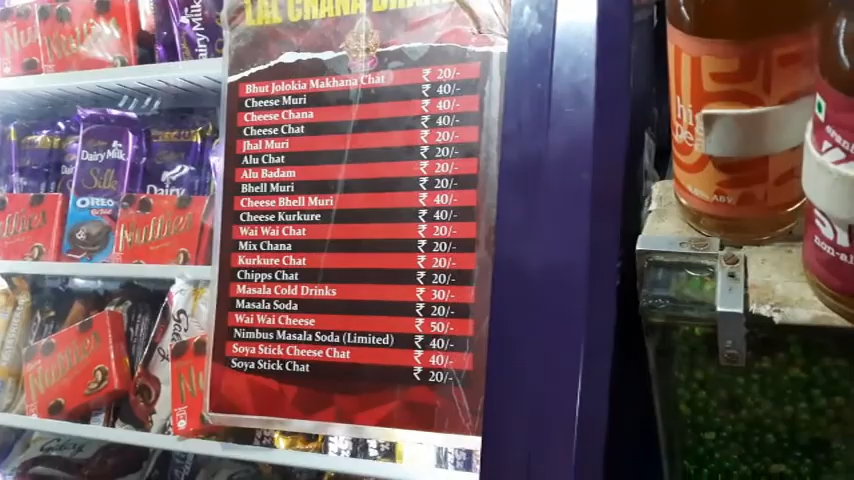 LAL CHANA
Bhut Jolokia Makhana Chat ₹ 20/-
Cheese Muri ₹ 40/-
Cheese Chana ₹ 40/-
Cheese Chat ₹ 40/-
Jhal Muri ₹ 20/-
Alu Chat ₹ 20/-
Alu Badam ₹ 20/-
Bhell Muri ₹ 20/-
Cheese Bhell Muri ₹ 40/-
Cheese Kurkure ₹ 40/-
Wai Wai Chat ₹ 20/-
Mix Chana ₹ 20/-
Kurkure Chat ₹ 20/-
Chipps Chat ₹ 20/-
Masala Cold Drinks ₹ 30/-
Masala Soda ₹ 20/-
Wai Wai Cheese ₹ 50/-
Nimbus Masala Soda (Limited) ₹ 40/-
Soya Stick Cheese Chat ₹ 40/-
Soya Stick Chat ₹ 20/-
Dairy Milk
Dairy Milk
Silk
OREO
Dairy Milk
Nutties
Nutties
Nutties
Galaxy